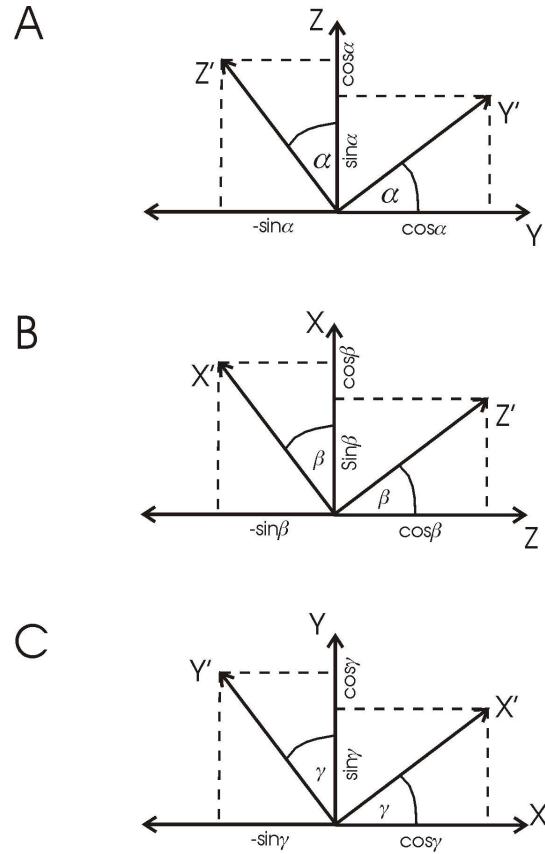 A
Z
cosα
Z'
Y'
α
sinα
α
-sinα
cosα
Y
B
X
cosβ
X'
Z'
β
Sinβ
β
-sinβ
cosβ
Z
C
Y
cosγ
Y'
X'
γ
sinγ
γ
-sinγ
cosγ
X